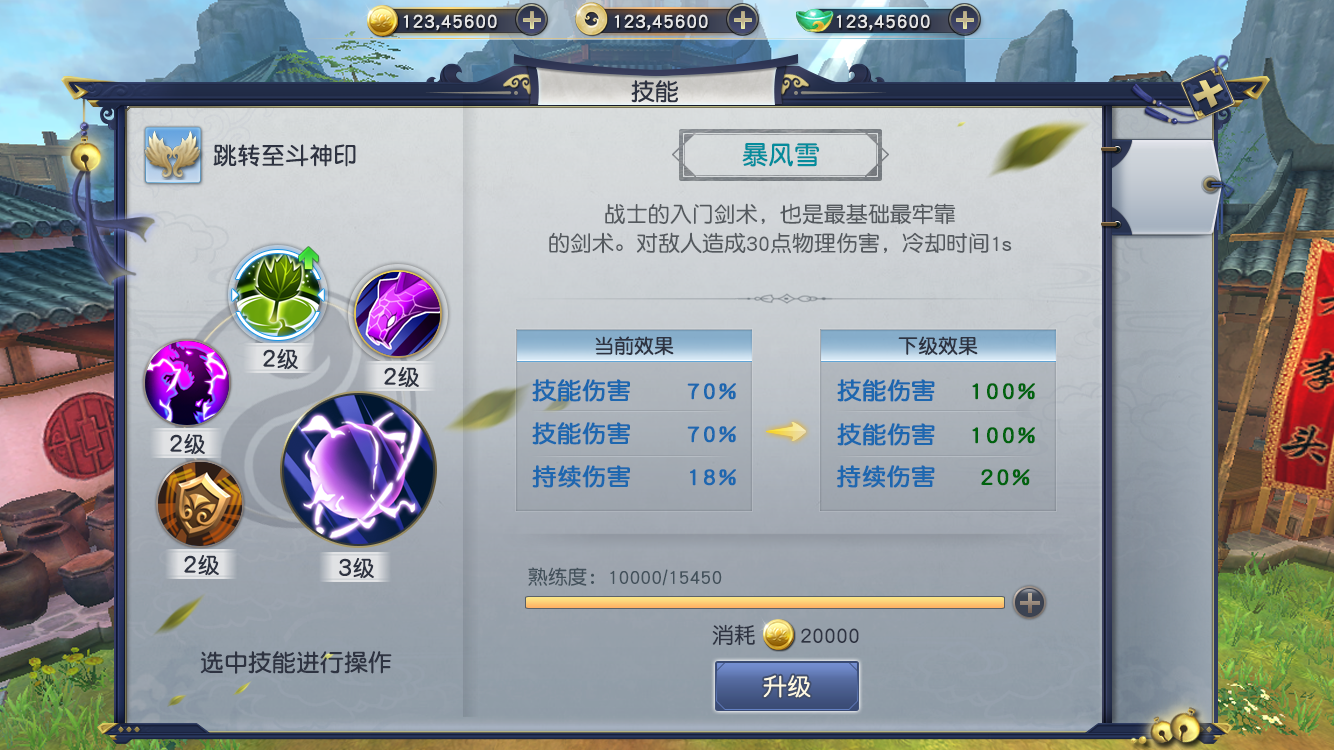 123,45600
123,45600
123,45600
技能
跳转至斗神印
暴风雪
战士的入门剑术，也是最基础最牢靠
的剑术。对敌人造成30点物理伤害，冷却时间1s
2级
2级
2级
3级
2级
当前效果
技能伤害 70%
技能伤害 70%
持续伤害 18%
下级效果
技能伤害 100%
技能伤害 100%
持续伤害 20%
熟练度：10000/15450
消耗 20000
升级
选中技能进行操作
李
头